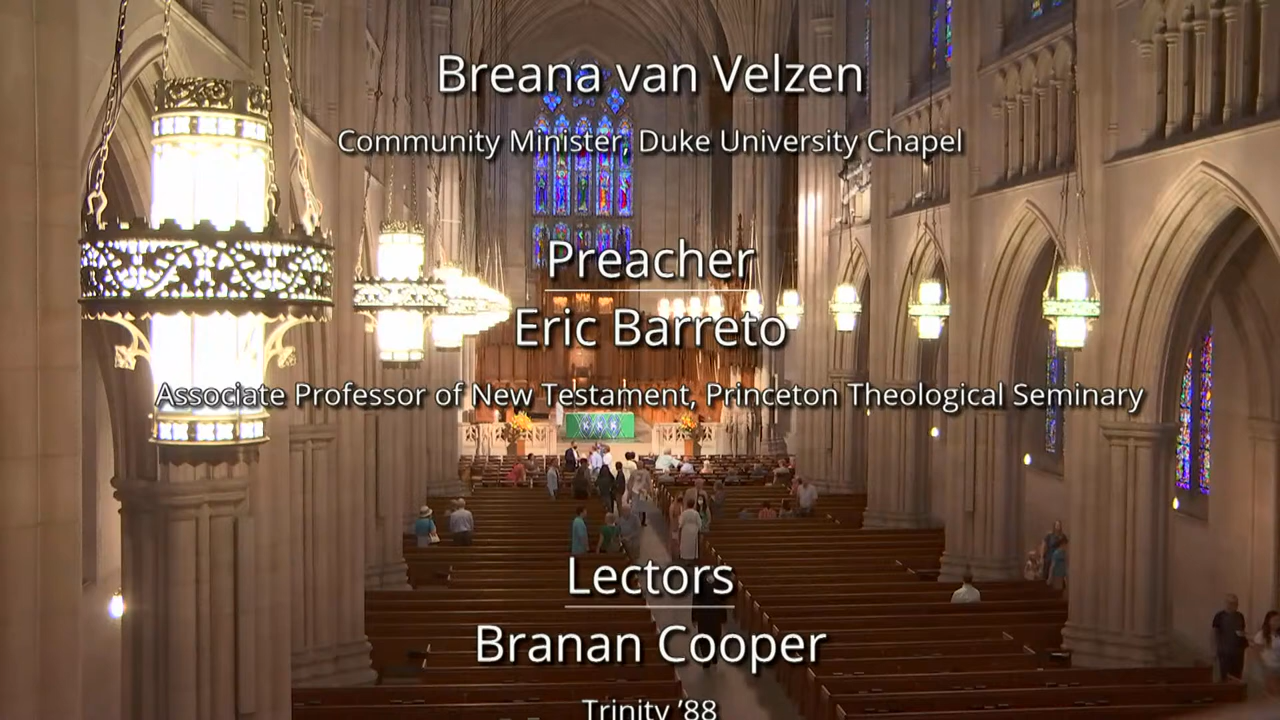 Breana van Velzen
Community Minister, Duke University Chapel
Preacher
Eric Barreto
Associate Professor of New Testament, Princeton Theological Seminary
Lectors
Branan Cooper
Trinity '88